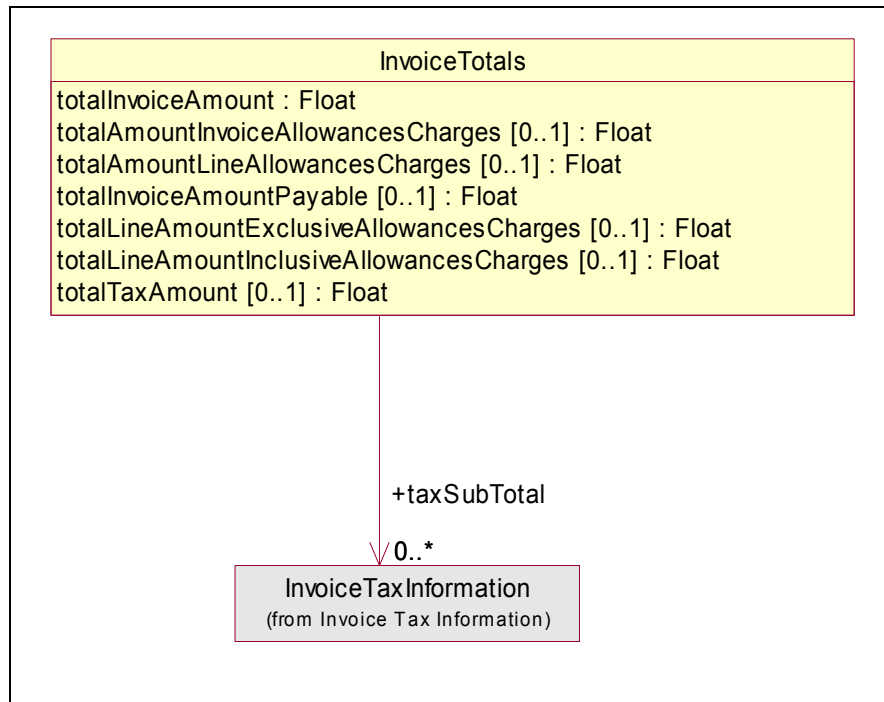 InvoiceTotals
totalInvoiceAmount : Float
totalAmountInvoiceAllowancesCharges [0..1] : Float
totalAmountLineAllowancesCharges [0..1] : Float
totalInvoiceAmountPayable [0..1] : Float
totalLineAmountExclusiveAllowancesCharges [0..1] : Float
totalLineAmountInclusiveAllowancesCharges [0..1] : Float
totalTaxAmount [0..1] : Float
+taxSubTotal
0..*
InvoiceTaxInformation
(from Invoice Tax Information)